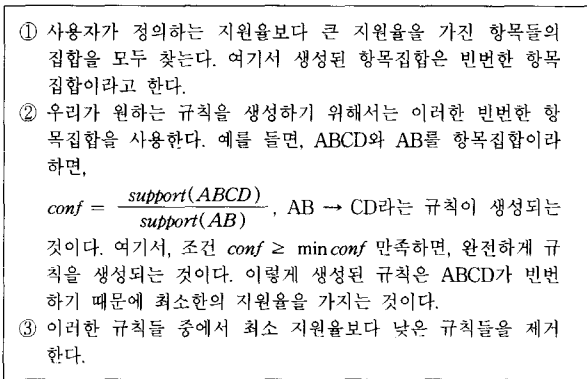 ① 사용자가 정의하는 지원율보다 큰 지원율을 가진 항목들의
집합을 모두 찾는다. 여기서 생성된 항목집합은 빈번한 항목
집합이라고 한다.
② 우리가 원하는 규칙을 생성하기 위해서는 이러한 빈번한 항
목집합을 사용한다. 예를 들면, ABCD와 AB를 항목집합이라
하면,
conf = support(ABCD) / support(AB), AB → CD라는 규칙이 생성되는
것이다. 여기서, 조건 conf ≥ min conf 만족하면, 완전하게 규
칙을 생성되는 것이다. 이렇게 생성된 규칙은 ABCD가 빈번
하기 때문에 최소한의 지원율을 가지는 것이다.
③ 이러한 규칙들 중에서 최소 지원율보다 낮은 규칙들을 제거
한다.